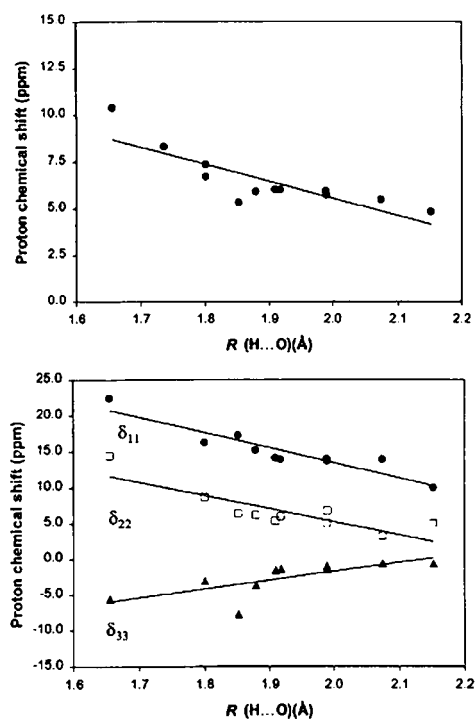 15.0
12.5
10.0
7.5
5.0
2.5
0.0
Proton chemical shift (ppm)
1.6 1.7 1.8 1.9 2.0 2.1 2.2
R (H...O)(Å)
25.0
20.0
15.0
10.0
5.0
0.0
-5.0
-10.0
-15.0
Proton chemical shift (ppm)
δ11
δ22
δ33
1.6 1.7 1.8 1.9 2.0 2.1 2.2
R (H...O)(Å)